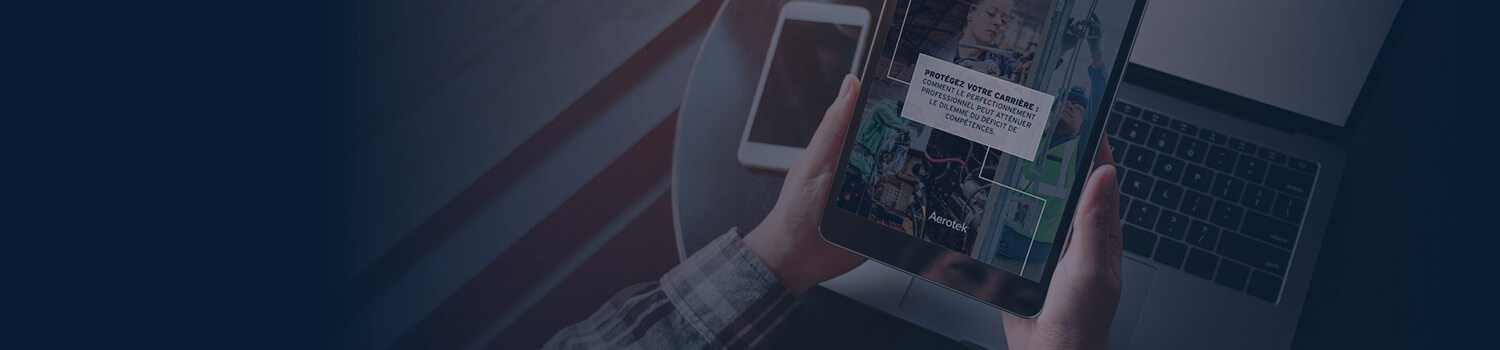 PROTÉGEZ VOTRE CARRIÈRE :
COMMENT LE PERFECTIONNEMENT
PROFESSIONNEL PEUT ATTÉNUER
LE DILEMME DU DÉFICIT DE
COMPÉTENCES.
Aerotek